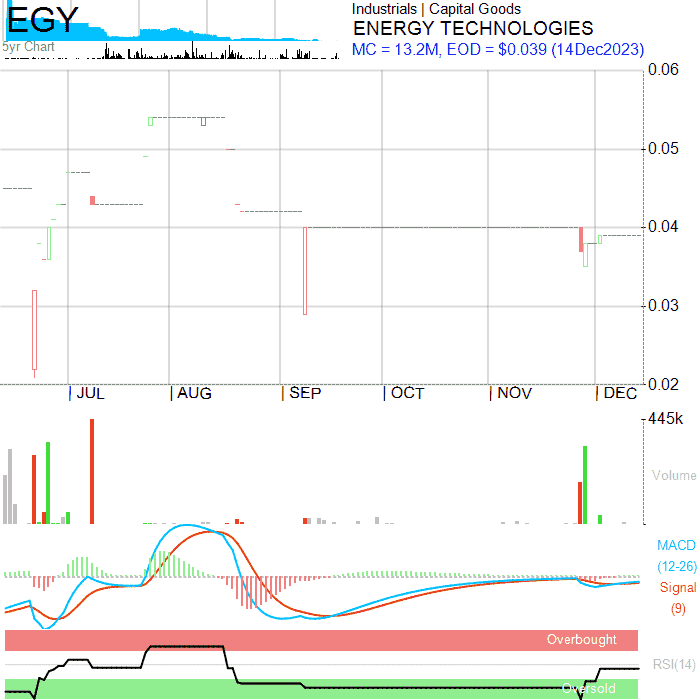 EGY
5yr Chart
Industrials | Capital Goods
ENERGY TECHNOLOGIES
MC = 13.2M, EOD = $0.039 (14Dec2023)
0.06
0.05
0.04
0.03
0.02
| JUL | AUG | SEP | OCT | NOV | DEC
445k
Volume
MACD
(12-26)
Signal
(9)
Overbought
RSI(14)
Oversold